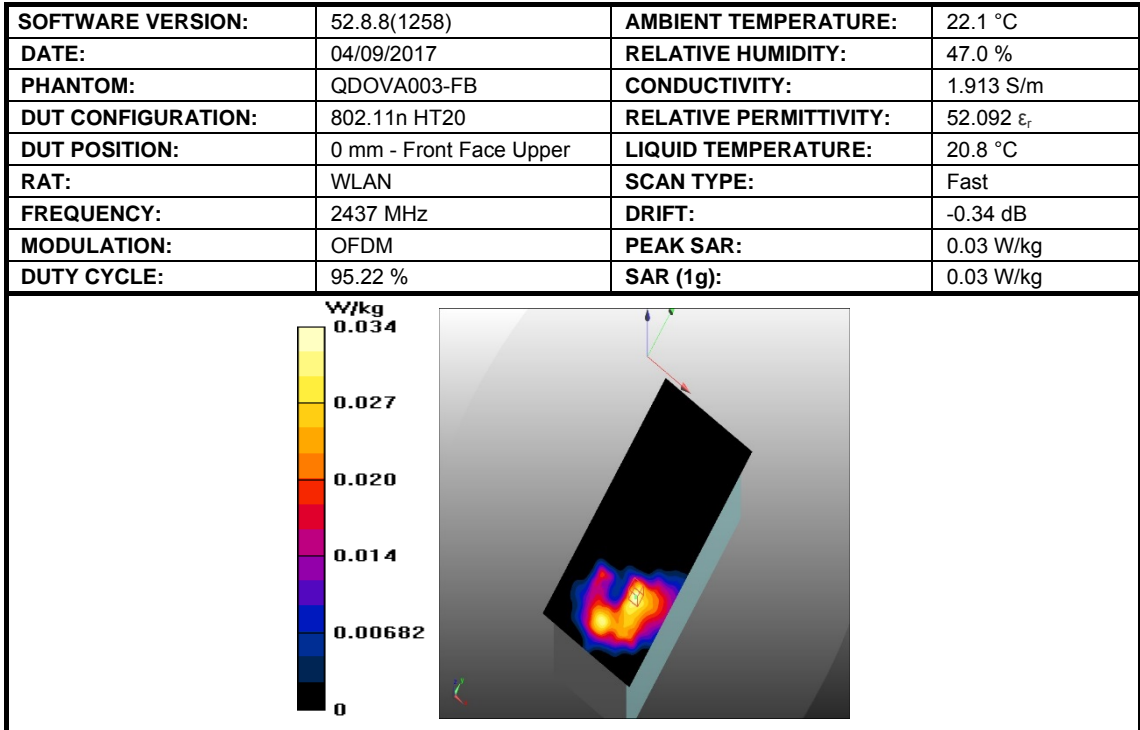 SOFTWARE VERSION: 52.8.8(1258) AMBIENT TEMPERATURE: 22.1 °C
DATE: 04/09/2017 RELATIVE HUMIDITY: 47.0 %
PHANTOM: QDOVA003-FB CONDUCTIVITY: 1.913 S/m
DUT CONFIGURATION: 802.11n HT20 RELATIVE PERMITTIVITY: 52.092 εᵣ
DUT POSITION: 0 mm - Front Face Upper LIQUID TEMPERATURE: 20.8 °C
RAT: WLAN SCAN TYPE: Fast
FREQUENCY: 2437 MHz DRIFT: -0.34 dB
MODULATION: OFDM PEAK SAR: 0.03 W/kg
DUTY CYCLE: 95.22 % SAR (1g): 0.03 W/kg
W/kg
0.034
0.027
0.020
0.014
0.00682
0